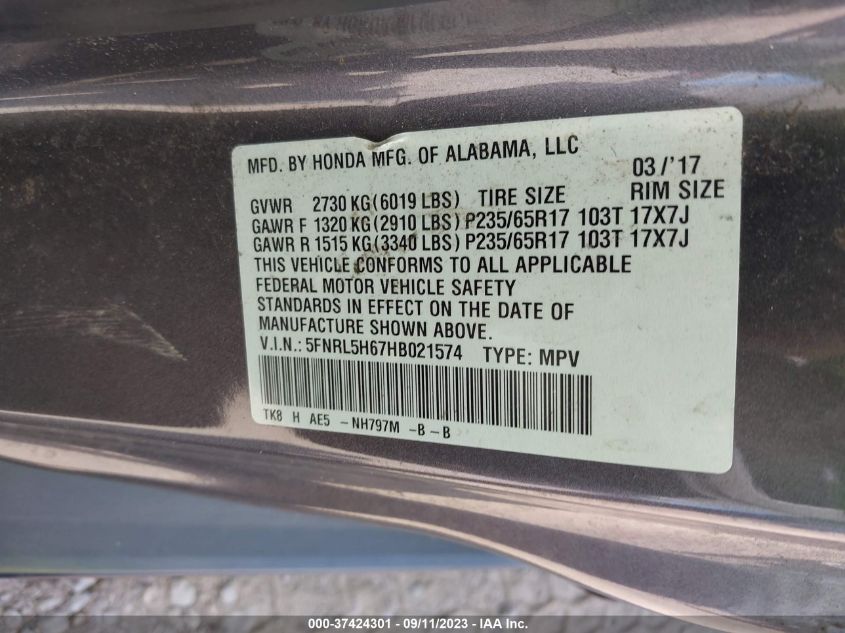 MFD. BY HONDA MFG. OF ALABAMA, LLC 03/'17
GVWR 2730 KG(6019 LBS) TIRE SIZE RIM SIZE
GAWR F 1320 KG(2910 LBS)P235/65R17 103T 17X7J
GAWR R 1515 KG(3340 LBS)P235/65R17 103T 17X7J
THIS VEHICLE CONFORMS TO ALL APPLICABLE
FEDERAL MOTOR VEHICLE SAFETY
STANDARDS IN EFFECT ON THE DATE OF
MANUFACTURE SHOWN ABOVE.
V.I.N.: 5FNRL5H67HB021574 TYPE: MPV
TK8 H AE5 - NH797M -B-B
000-37424301 - 09/11/2023 - IAA Inc.